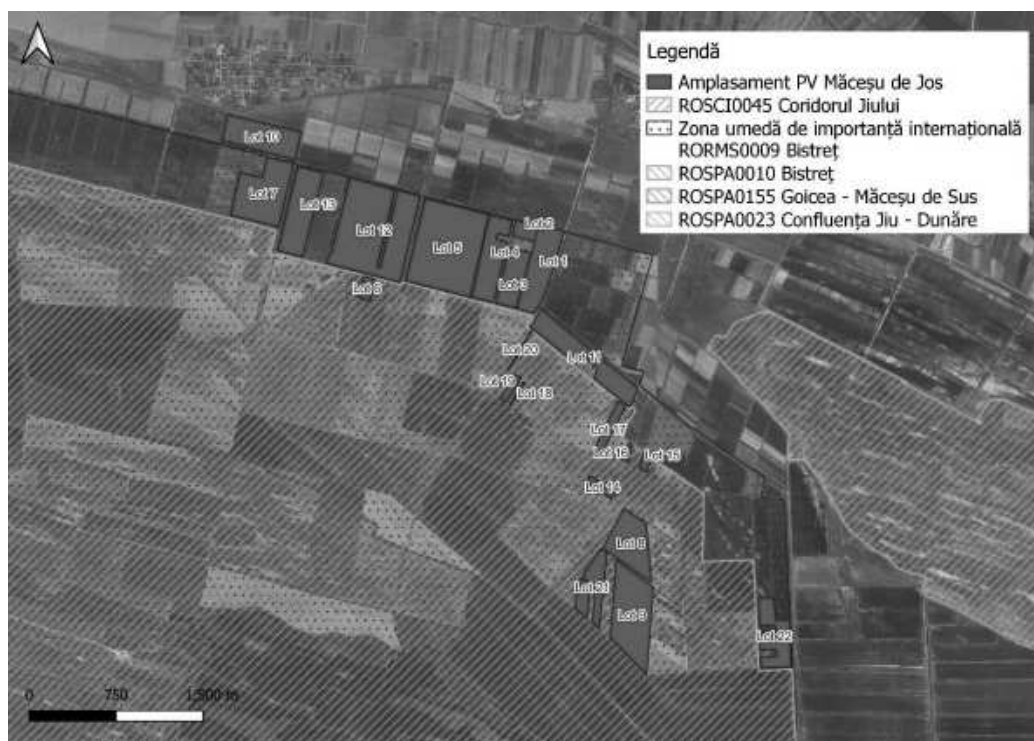 Legendă
Amplasament PV Măceșu de Jos
ROSCI0045 Coridorul Jiului
Zona umedă de importanță internațională
RORMS0009 Bistreț
ROSPA0010 Bistreț
ROSPA0155 Goicea - Măceșu de Sus
ROSPA0023 Confluența Jiu - Dunăre
Lot 10
Lot 7
Lot 13
Lot 12
Lot 6
Lot 5
Lot 2
Lot 4
Lot 1
Lot 3
Lot 20
Lot 11
Lot 19
Lot 18
Lot 17
Lot 16
Lot 15
Lot 14
Lot 8
Lot 21
Lot 9
Lot 22
0 750 1.500 m